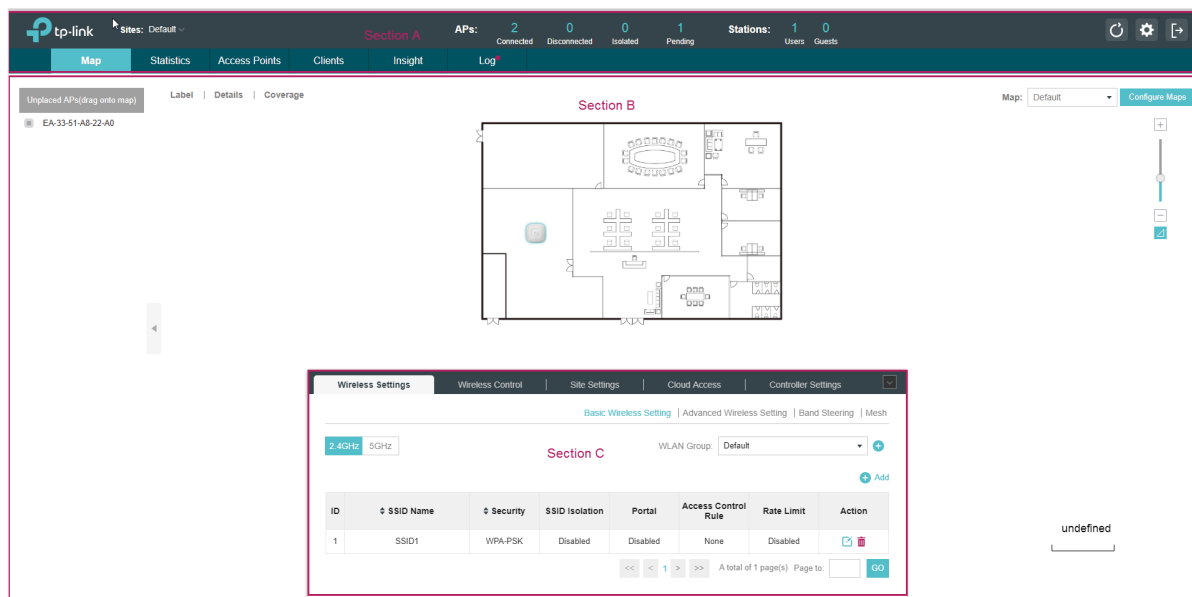 tp-link
Sites: Default
Section A
APs: 2 0 0 1 Stations: 1 0
Connected Disconnected Isolated Pending Users Guests
Map Statistics Access Points Clients Insight Log
Unplaced APs(drag onto map) Label | Details | Coverage
Section B
Map: Default Configure Maps
EA-33-51-A8-22-A0
Wireless Settings Wireless Control | Site Settings | Cloud Access | Controller Settings
Basic Wireless Setting | Advanced Wireless Setting | Band Steering | Mesh
2.4GHz 5GHz
Section C
WLAN Group: Default
Add
ID SSID Name Security SSID Isolation Portal Access Control Rule Rate Limit Action
1 SSID1 WPA-PSK Disabled Disabled None Disabled
<< < 1 > >> A total of 1 page(s) Page to: GO
undefined